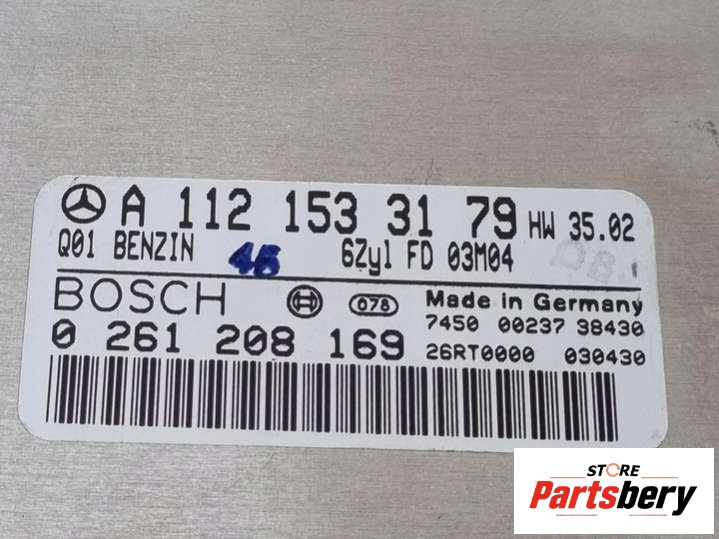 A 112 153 31 79 HW 35.02
Q01 BENZIN 6Zyl FD 03M04
46
BOSCH 078 Made in Germany
7450 00237 38430
0 261 208 169 26RT0000 030430
STORE
Partsbery